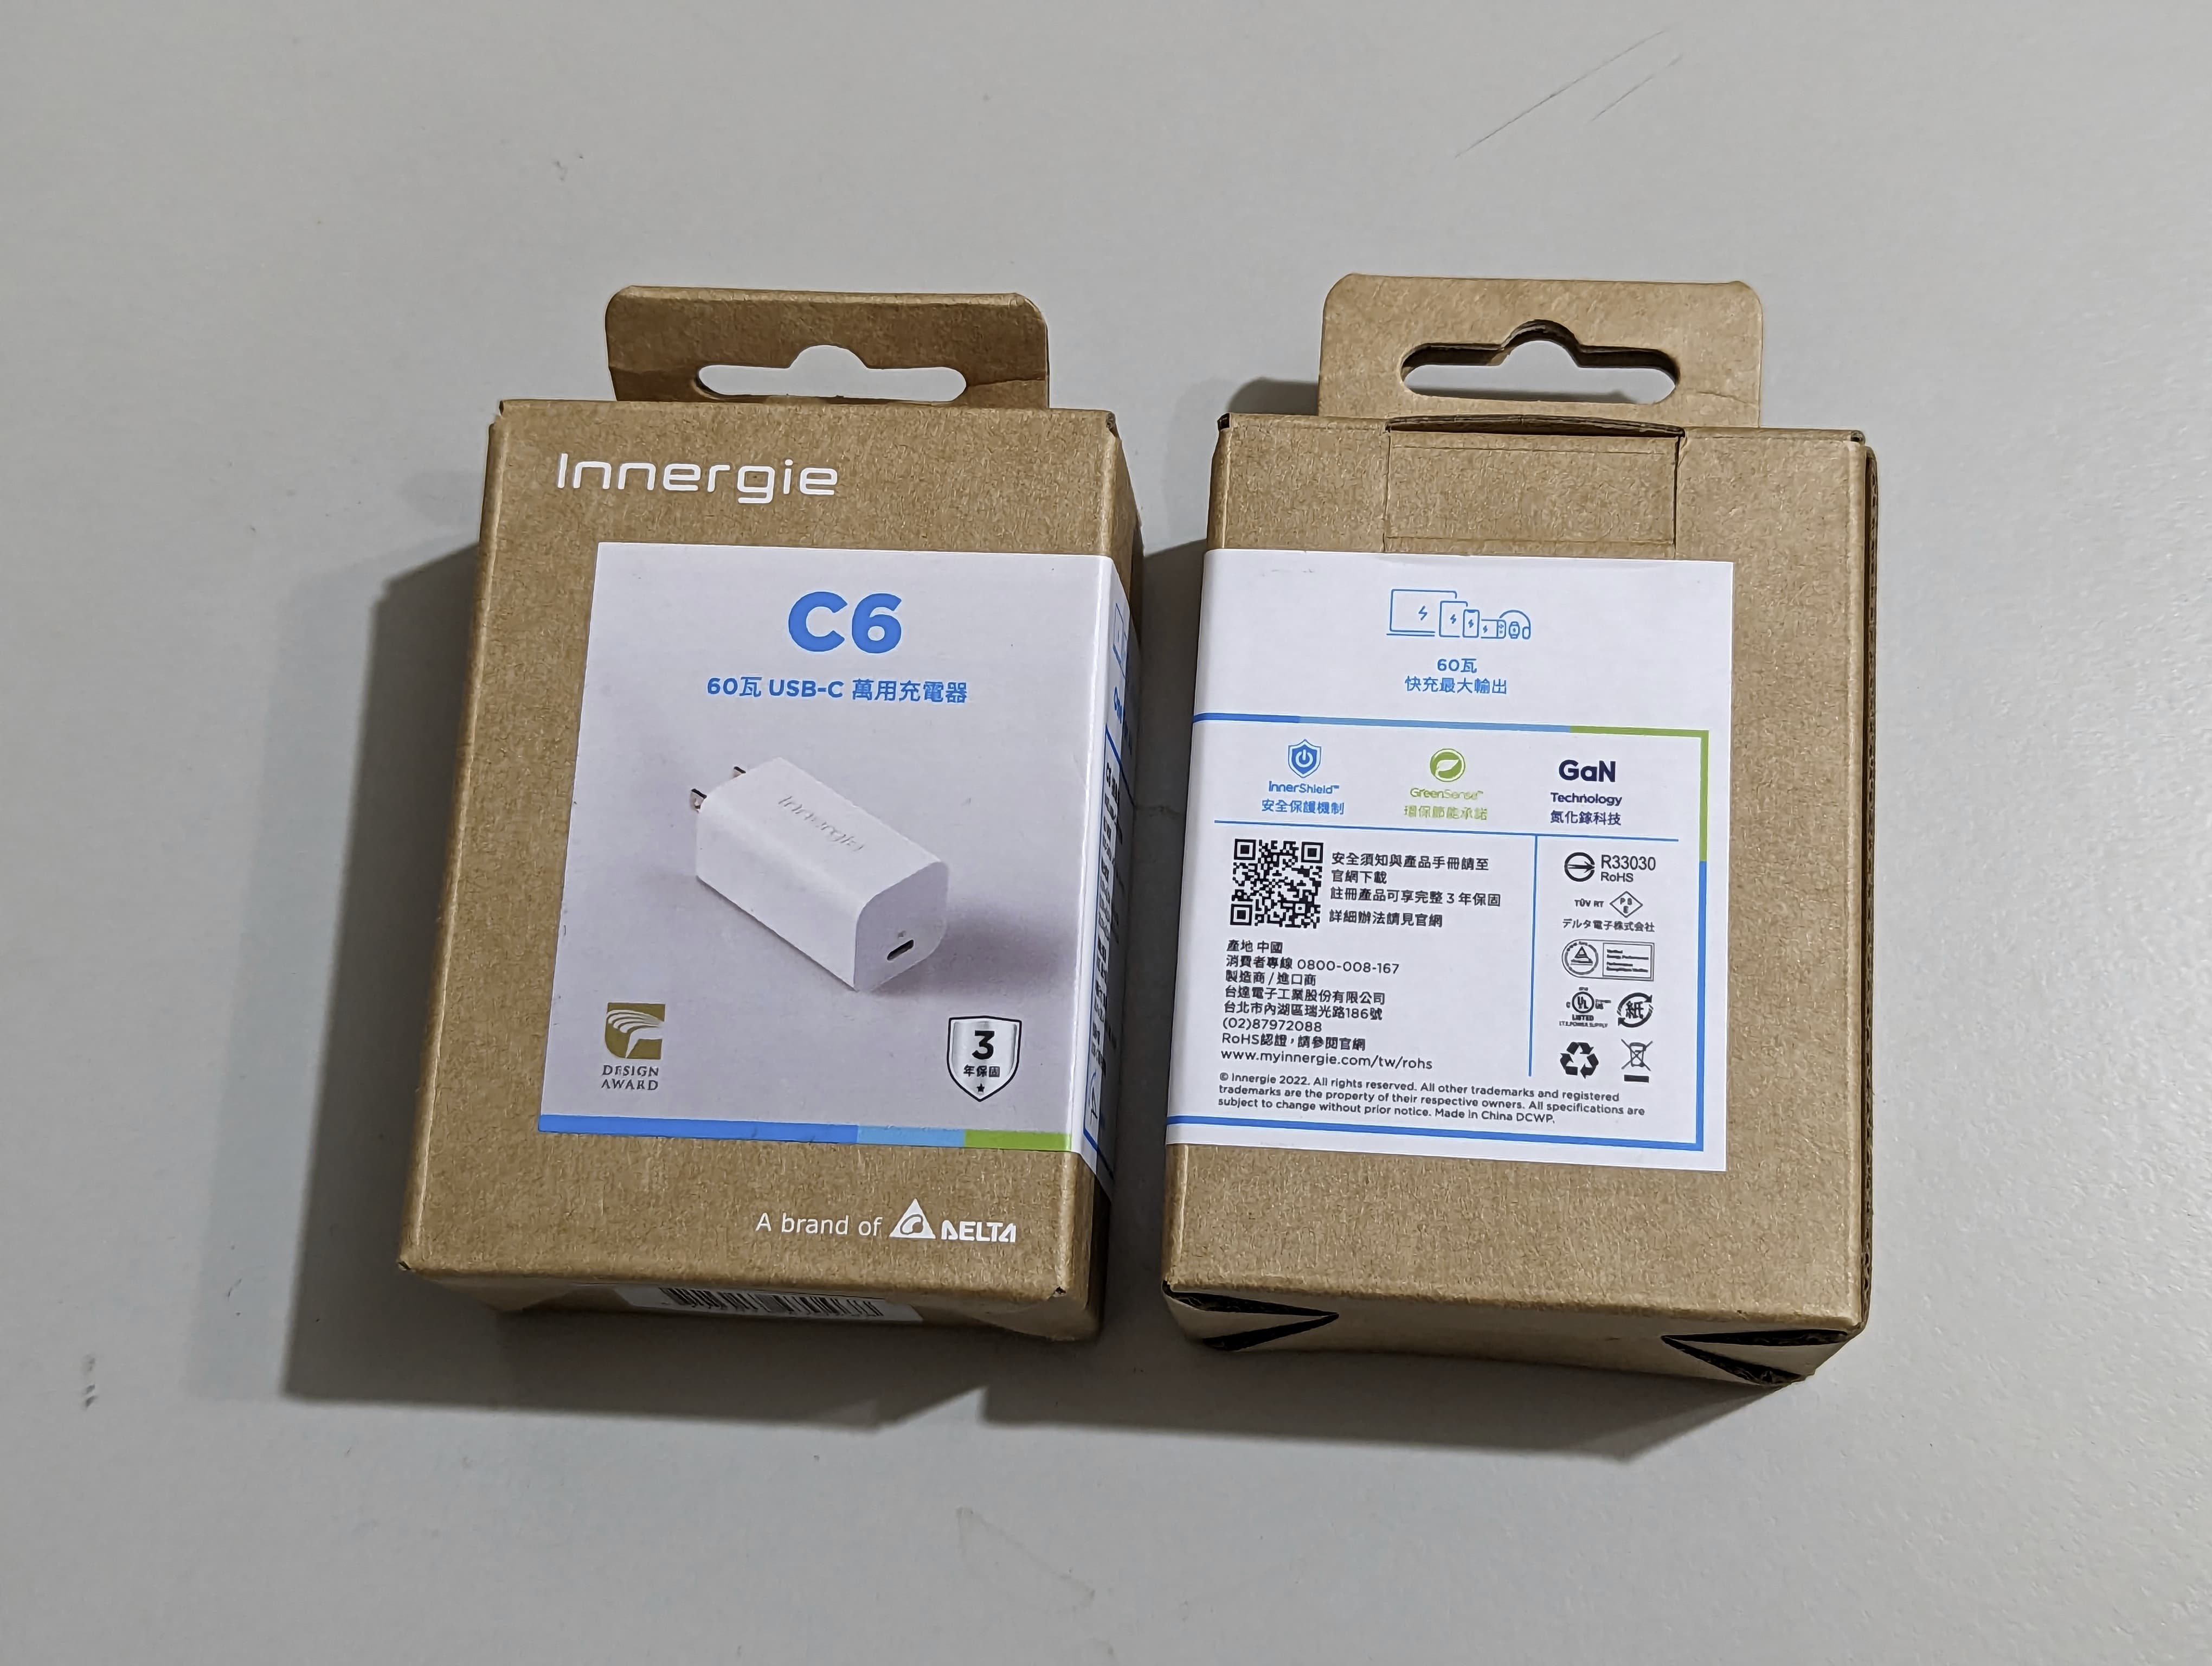 Innergie
C6
60瓦 USB-C 萬用充電器
Innergie
DESIGN
AWARD
3
年保固
A brand of DELTA
60瓦
快充最大輸出
InnerShield™
安全保護機制
GreenSense™
環保節能承諾
GaN
Technology
氮化鎵科技
安全須知與產品手冊請至
官網下載
註冊產品可享完整 3 年保固
詳細辦法請見官網
產地 中國
消費者專線 0800-008-167
製造商 / 進口商
台達電子工業股份有限公司
台北市內湖區瑞光路186號
(02)87972088
RoHS認證，請參閱官網
www.myinnergie.com/tw/rohs
R33030
RoHS
TÜV RT
PS
E
デルタ電子株式会社
UL
LISTED
I.T.E.POWER SUPPLY
紙
© Innergie 2022. All rights reserved. All other trademarks and registered
trademarks are the property of their respective owners. All specifications are
subject to change without prior notice. Made in China DCWP.